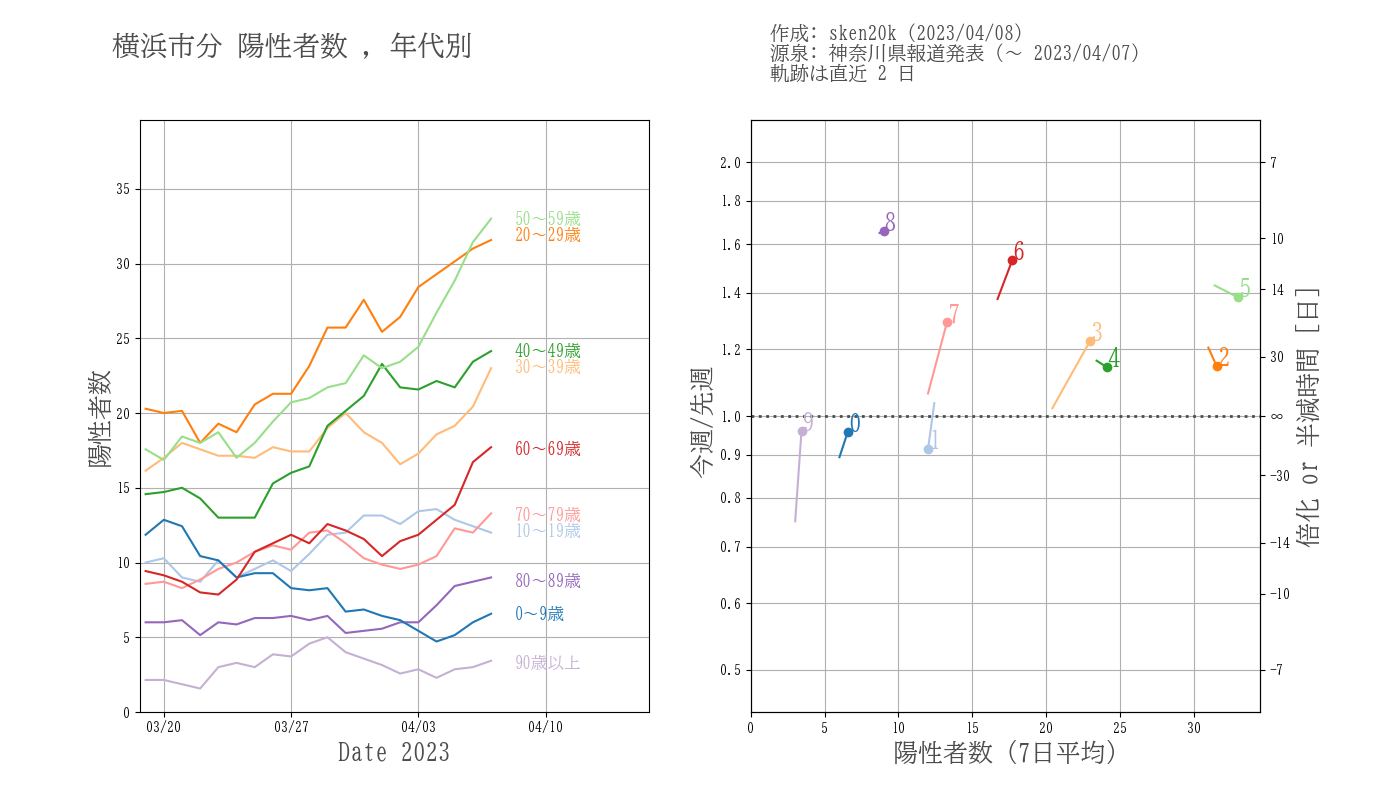 横浜市分 陽性者数 , 年代別
作成: sken20k (2023/04/08)
源泉: 神奈川県報道発表 (〜 2023/04/07)
軌跡は直近 2 日
陽性者数
35
30
25
20
15
10
5
0
03/20
03/27
04/03
04/10
Date 2023
50〜59歳
20〜29歳
40〜49歳
30〜39歳
60〜69歳
70〜79歳
10〜19歳
80〜89歳
0〜9歳
90歳以上
今週/先週
2.0
1.8
1.6
1.4
1.2
1.0
0.9
0.8
0.7
0.6
0.5
8
6
5
7
3
4
2
9
0
1
0
5
10
15
20
25
30
陽性者数 (7日平均)
7
10
14
30
∞
−30
−14
−10
−7
倍化 or 半減時間 [日]